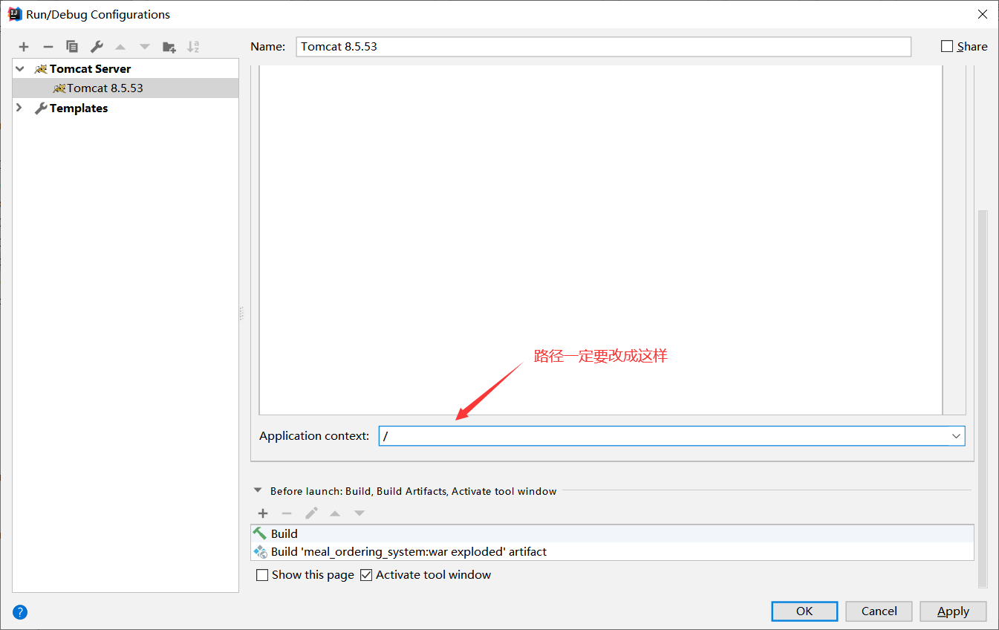 Run/Debug Configurations
Name: Tomcat 8.5.53 Share
Tomcat Server
Tomcat 8.5.53
Templates
路径一定要改成这样
Application context: /
Before launch: Build, Build Artifacts, Activate tool window
Build
Build 'meal_ordering_system:war exploded' artifact
Show this page Activate tool window
? OK Cancel Apply